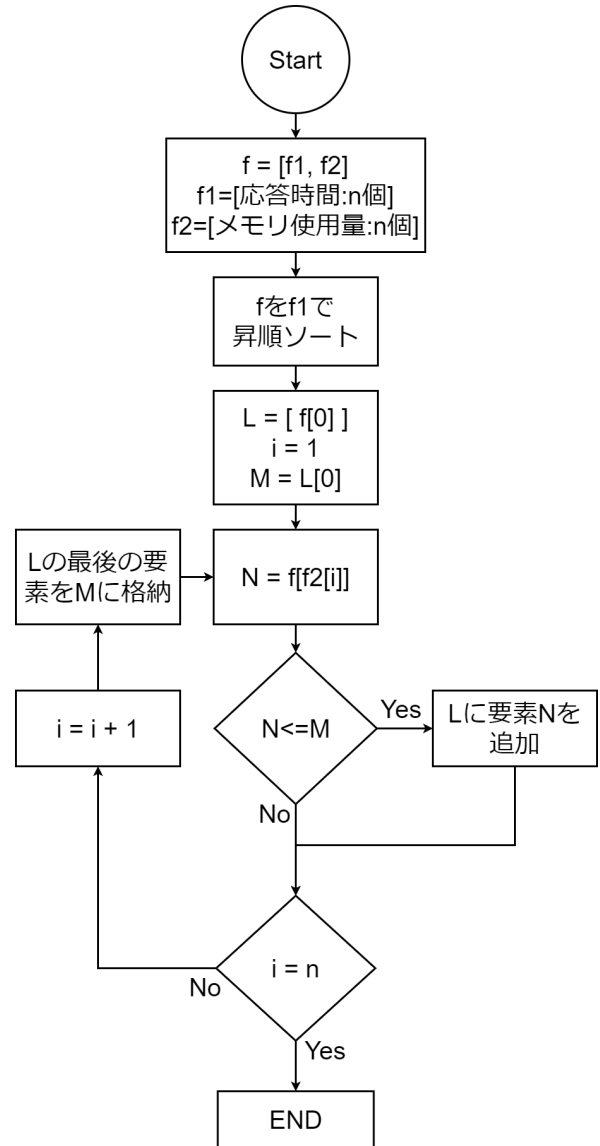 Start
f = [f1, f2]
f1=[応答時間:n個]
f2=[メモリ使用量:n個]
fをf1で
昇順ソート
L = [ f[0] ]
i = 1
M = L[0]
Lの最後の要
素をMに格納
N = f[f2[i]]
i = i + 1
N<=M
Yes
Lに要素Nを
追加
No
i = n
No
Yes
END